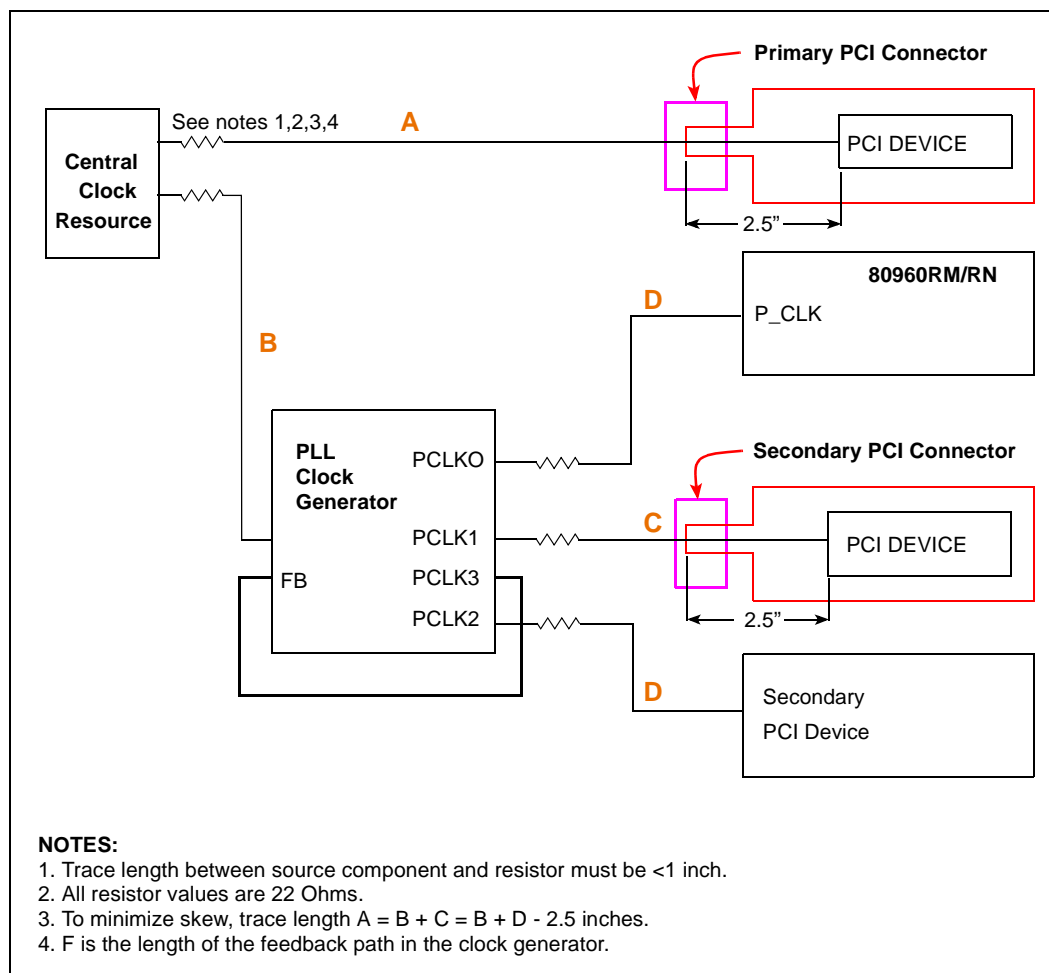 Primary PCI Connector
See notes 1,2,3,4
A
Central
Clock
Resource
PCI DEVICE
2.5”
80960RM/RN
P_CLK
D
B
PLL
Clock
Generator
PCLKO
PCLK1
PCLK3
PCLK2
FB
Secondary PCI Connector
C
PCI DEVICE
2.5”
D
Secondary
PCI Device
NOTES:
1. Trace length between source component and resistor must be <1 inch.
2. All resistor values are 22 Ohms.
3. To minimize skew, trace length A = B + C = B + D - 2.5 inches.
4. F is the length of the feedback path in the clock generator.